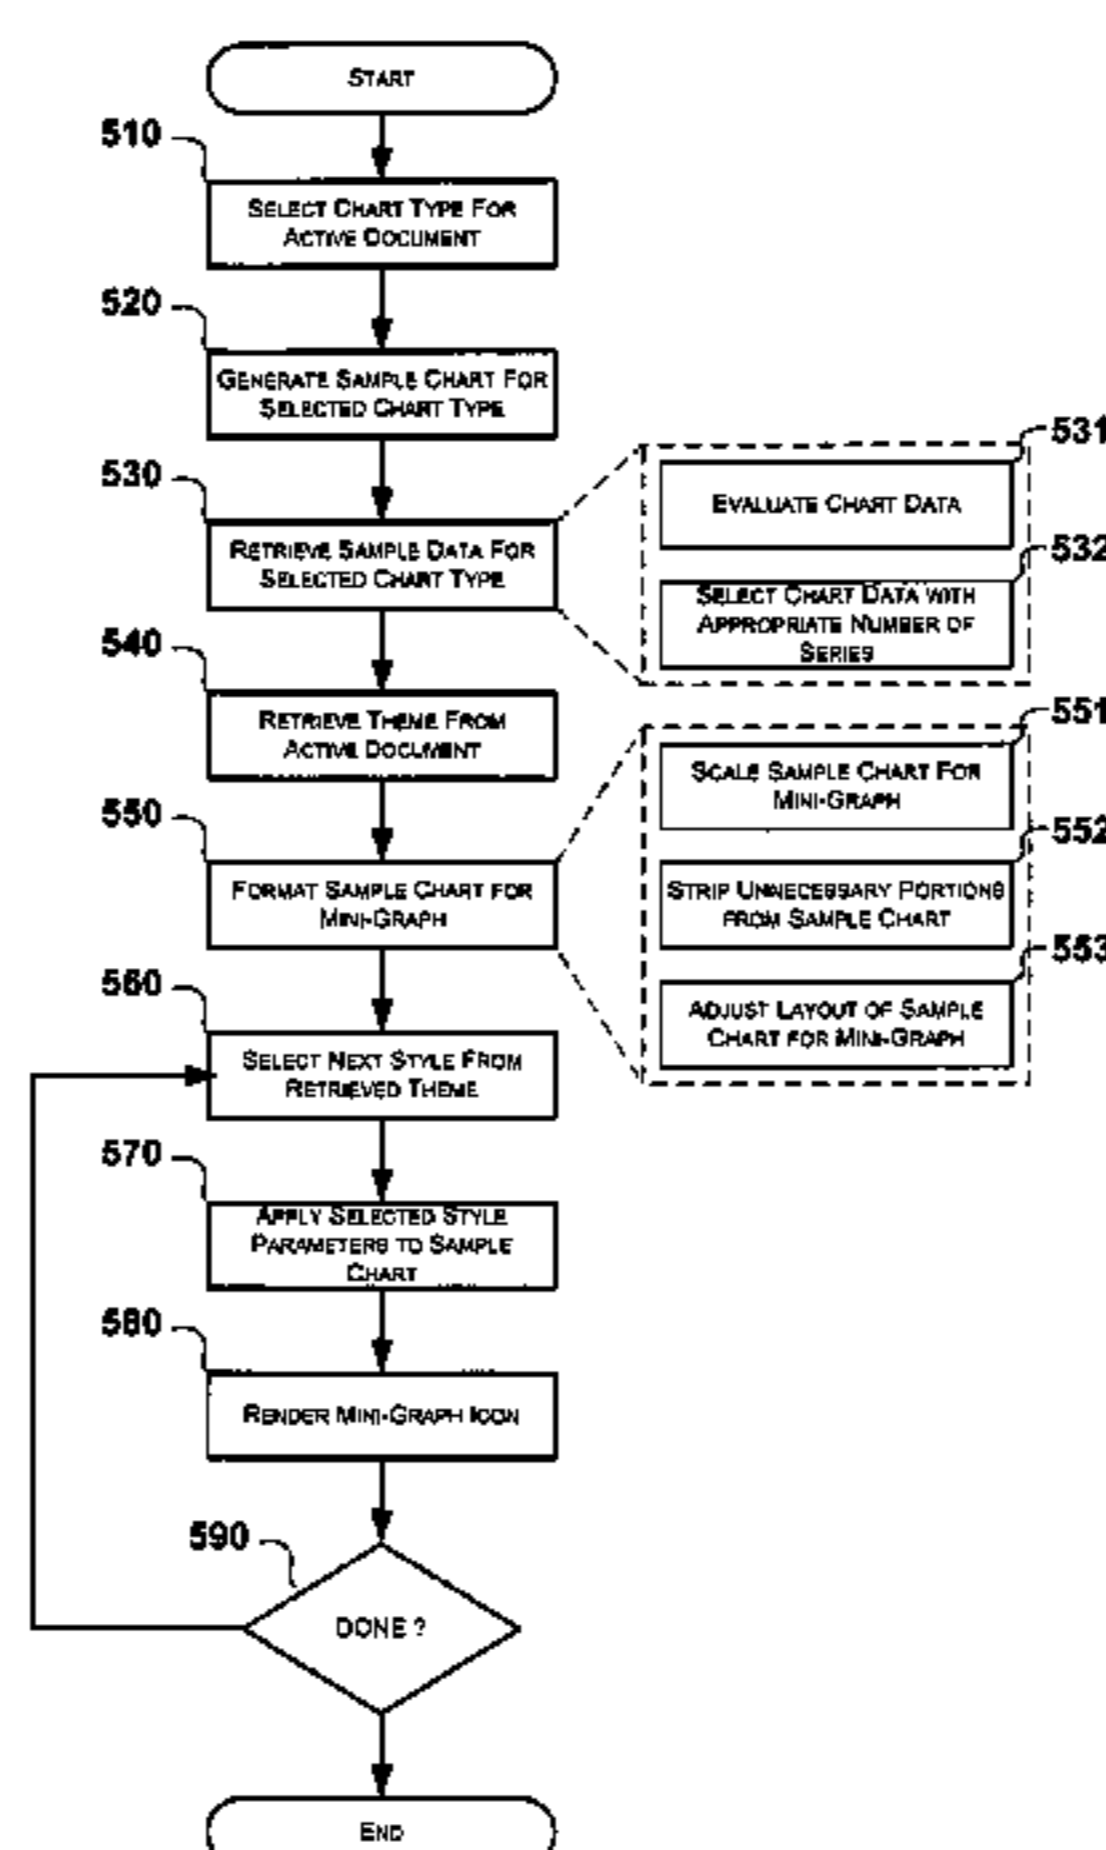 START
510
SELECT CHART TYPE FOR
ACTIVE DOCUMENT
520
GENERATE SAMPLE CHART FOR
SELECTED CHART TYPE
530
RETRIEVE SAMPLE DATA FOR
SELECTED CHART TYPE
531
EVALUATE CHART DATA
532
SELECT CHART DATA WITH
APPROPRIATE NUMBER OF
SERIES
540
RETRIEVE THEME FROM
ACTIVE DOCUMENT
550
FORMAT SAMPLE CHART FOR
MINI-GRAPH
551
SCALE SAMPLE CHART FOR
MINI-GRAPH
552
STRIP UNNECESSARY PORTIONS
FROM SAMPLE CHART
553
ADJUST LAYOUT OF SAMPLE
CHART FOR MINI-GRAPH
560
SELECT NEXT STYLE FROM
RETRIEVED THEME
570
APPLY SELECTED STYLE
PARAMETERS TO SAMPLE
CHART
580
RENDER MINI-GRAPH ICON
590
DONE ?
END